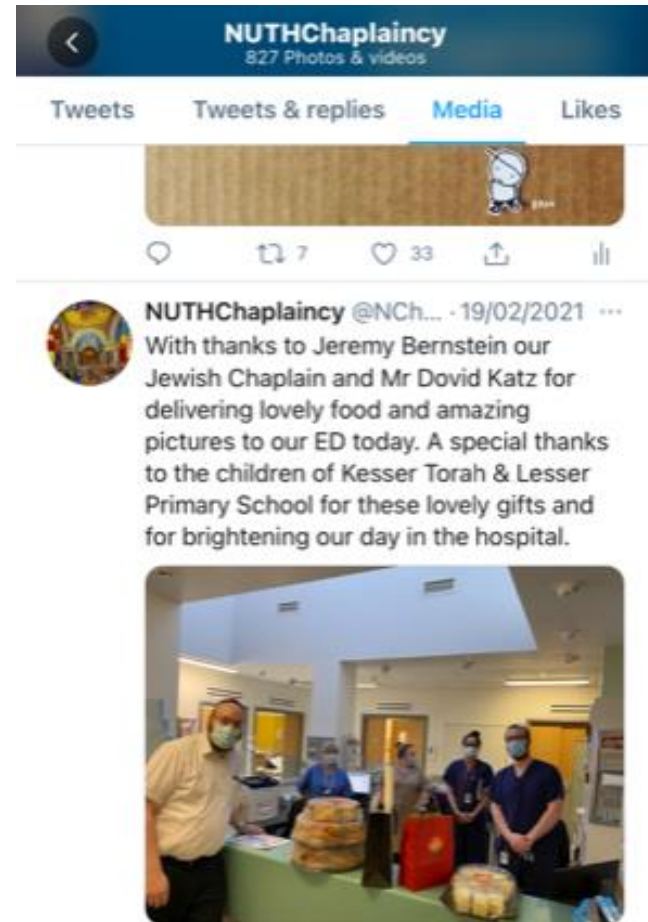 NUTHChaplaincy
827 Photos & videos
Tweets Tweets & replies Media Likes
7 33
NUTHChaplaincy @NCh... · 19/02/2021 ...
With thanks to Jeremy Bernstein our
Jewish Chaplain and Mr Dovid Katz for
delivering lovely food and amazing
pictures to our ED today. A special thanks
to the children of Kesser Torah & Lesser
Primary School for these lovely gifts and
for brightening our day in the hospital.